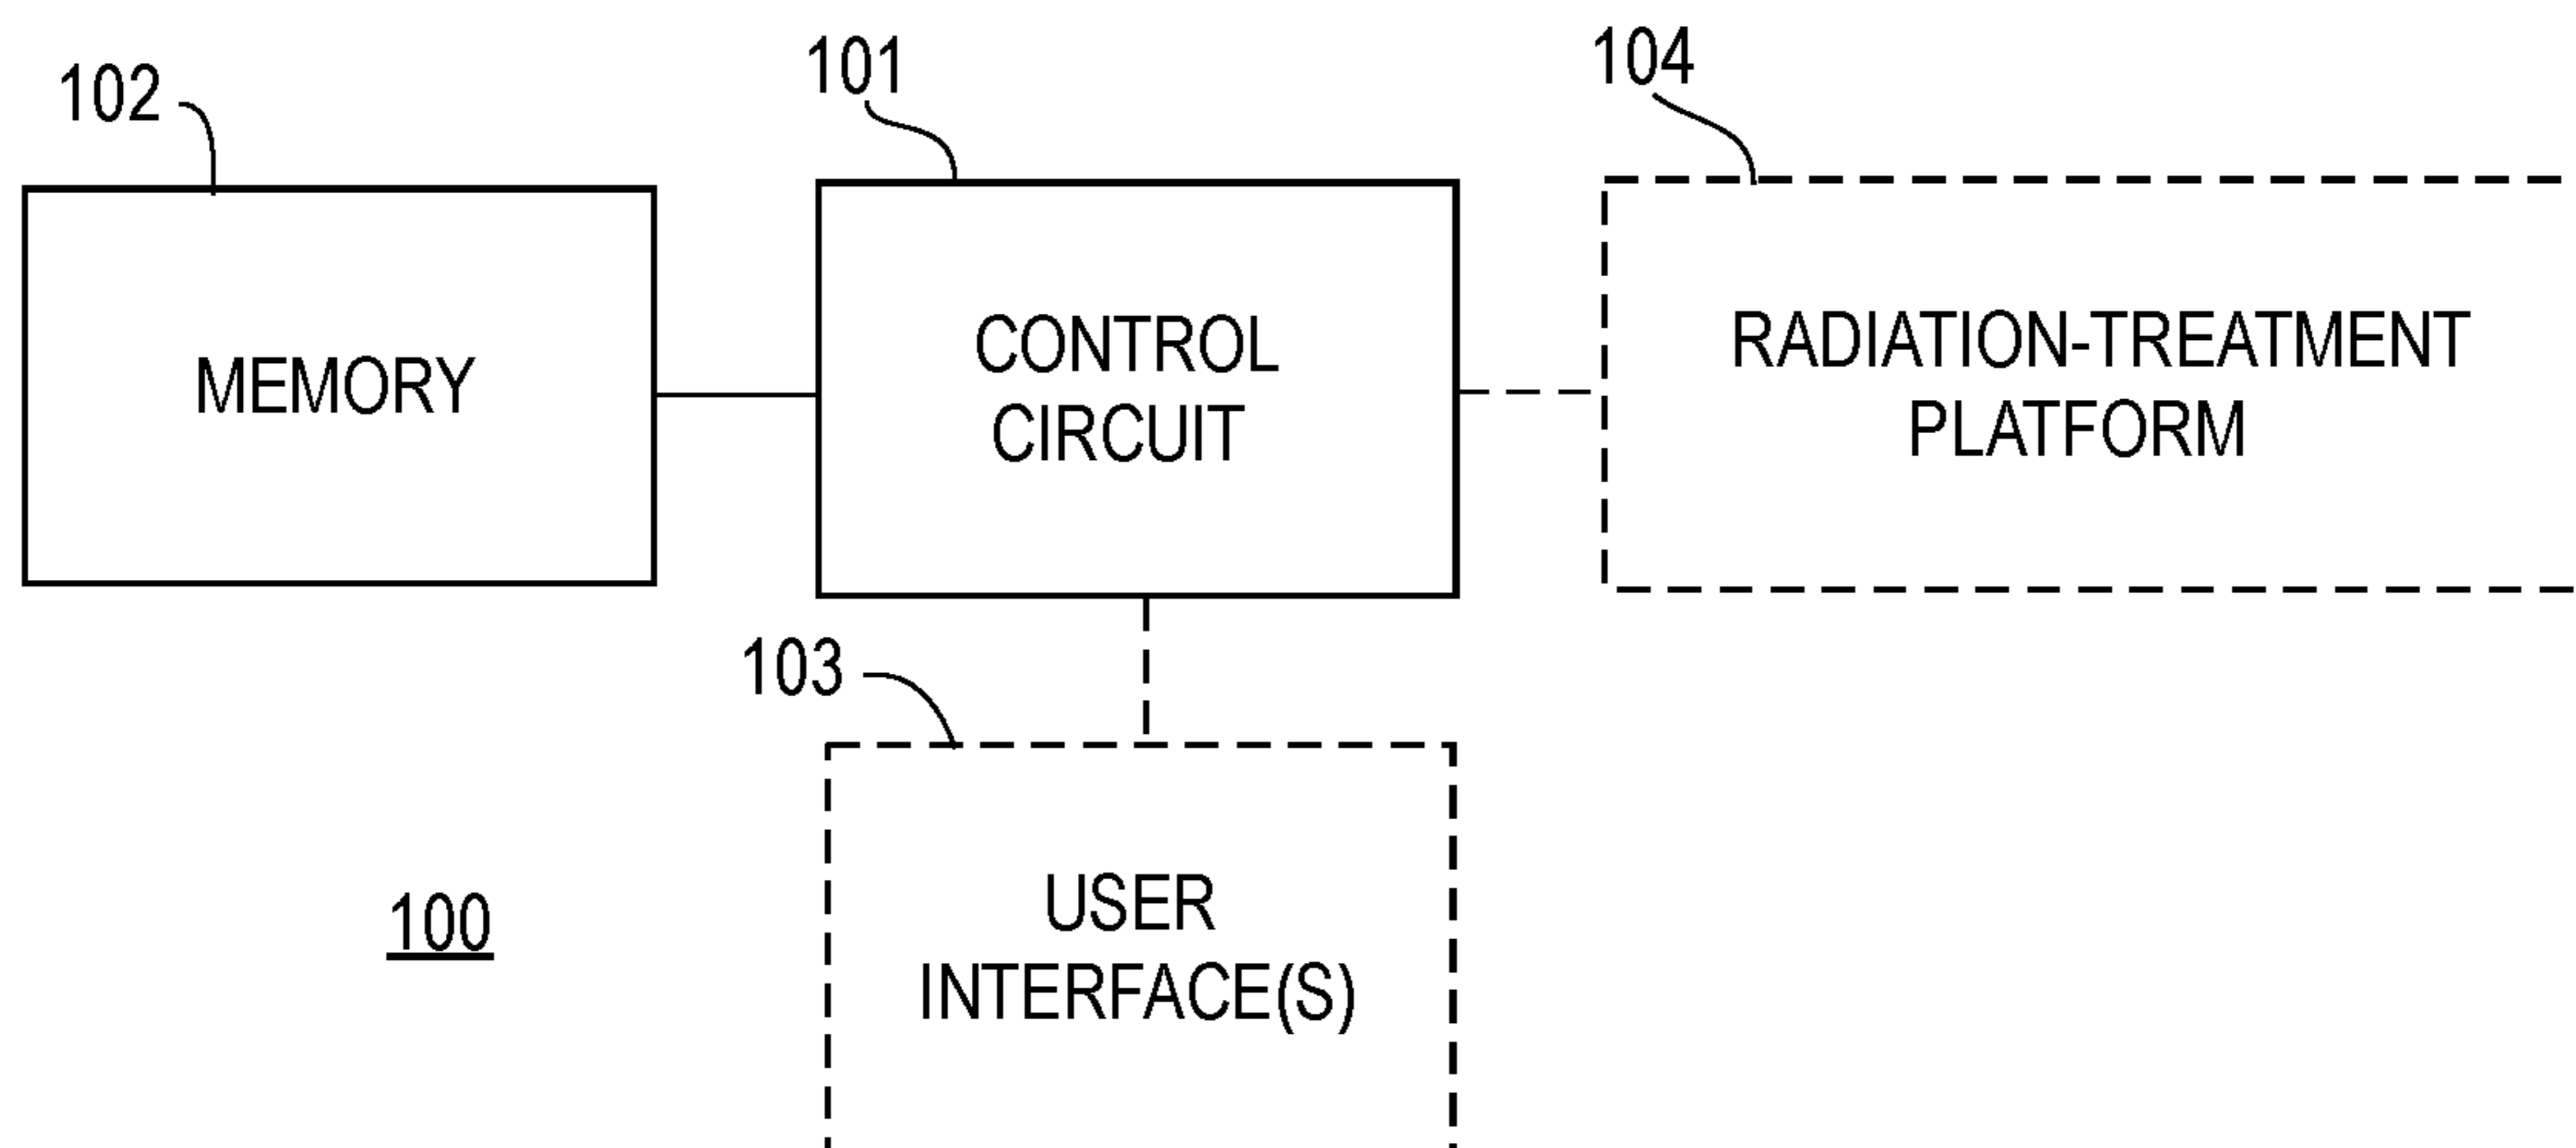 102
101
104
MEMORY
CONTROL
CIRCUIT
RADIATION-TREATMENT
PLATFORM
103
100
USER
INTERFACE(S)